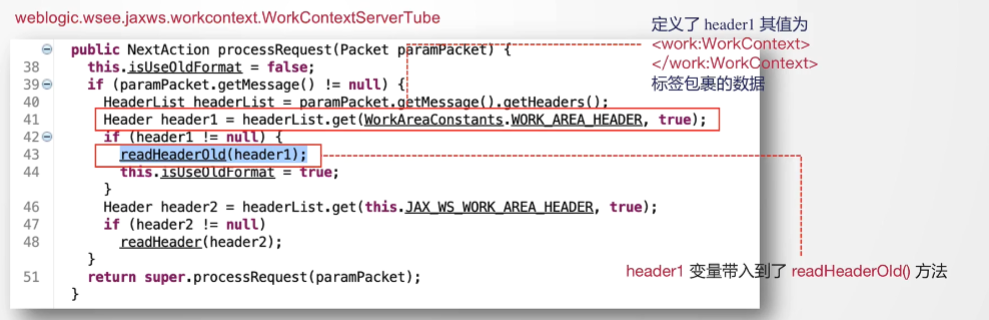 weblogic.wsee.jaxws.workcontext.WorkContextServerTube
定义了 header1 其值为
<work:WorkContext>
</work:WorkContext>
标签包裹的数据
public NextAction processRequest(Packet paramPacket) {
38 this.isUseOldFormat = false;
39 if (paramPacket.getMessage() != null) {
40 HeaderList headerList = paramPacket.getMessage().getHeaders();
41 Header header1 = headerList.get(WorkAreaConstants.WORK_AREA_HEADER, true);
42 if (header1 != null) {
43 readHeaderOld(header1);
44 this.isUseOldFormat = true;
}
46 Header header2 = headerList.get(this.JAX_WS_WORK_AREA_HEADER, true);
47 if (header2 != null)
48 readHeader(header2);
}
51 return super.processRequest(paramPacket);
}
header1 变量带入到了 readHeaderOld() 方法